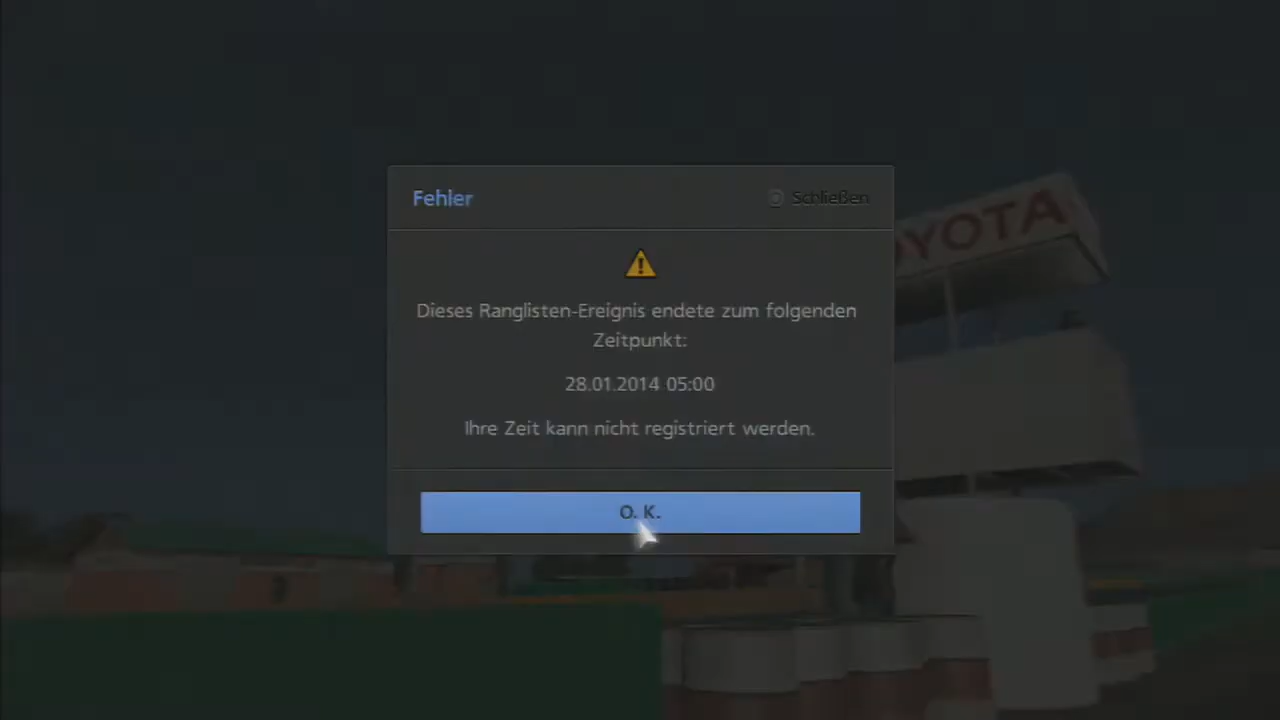 Fehler
Schließen
Dieses Ranglisten-Ereignis endete zum folgenden
Zeitpunkt:
28.01.2014 05:00
Ihre Zeit kann nicht registriert werden.
O. K.
TOYOTA